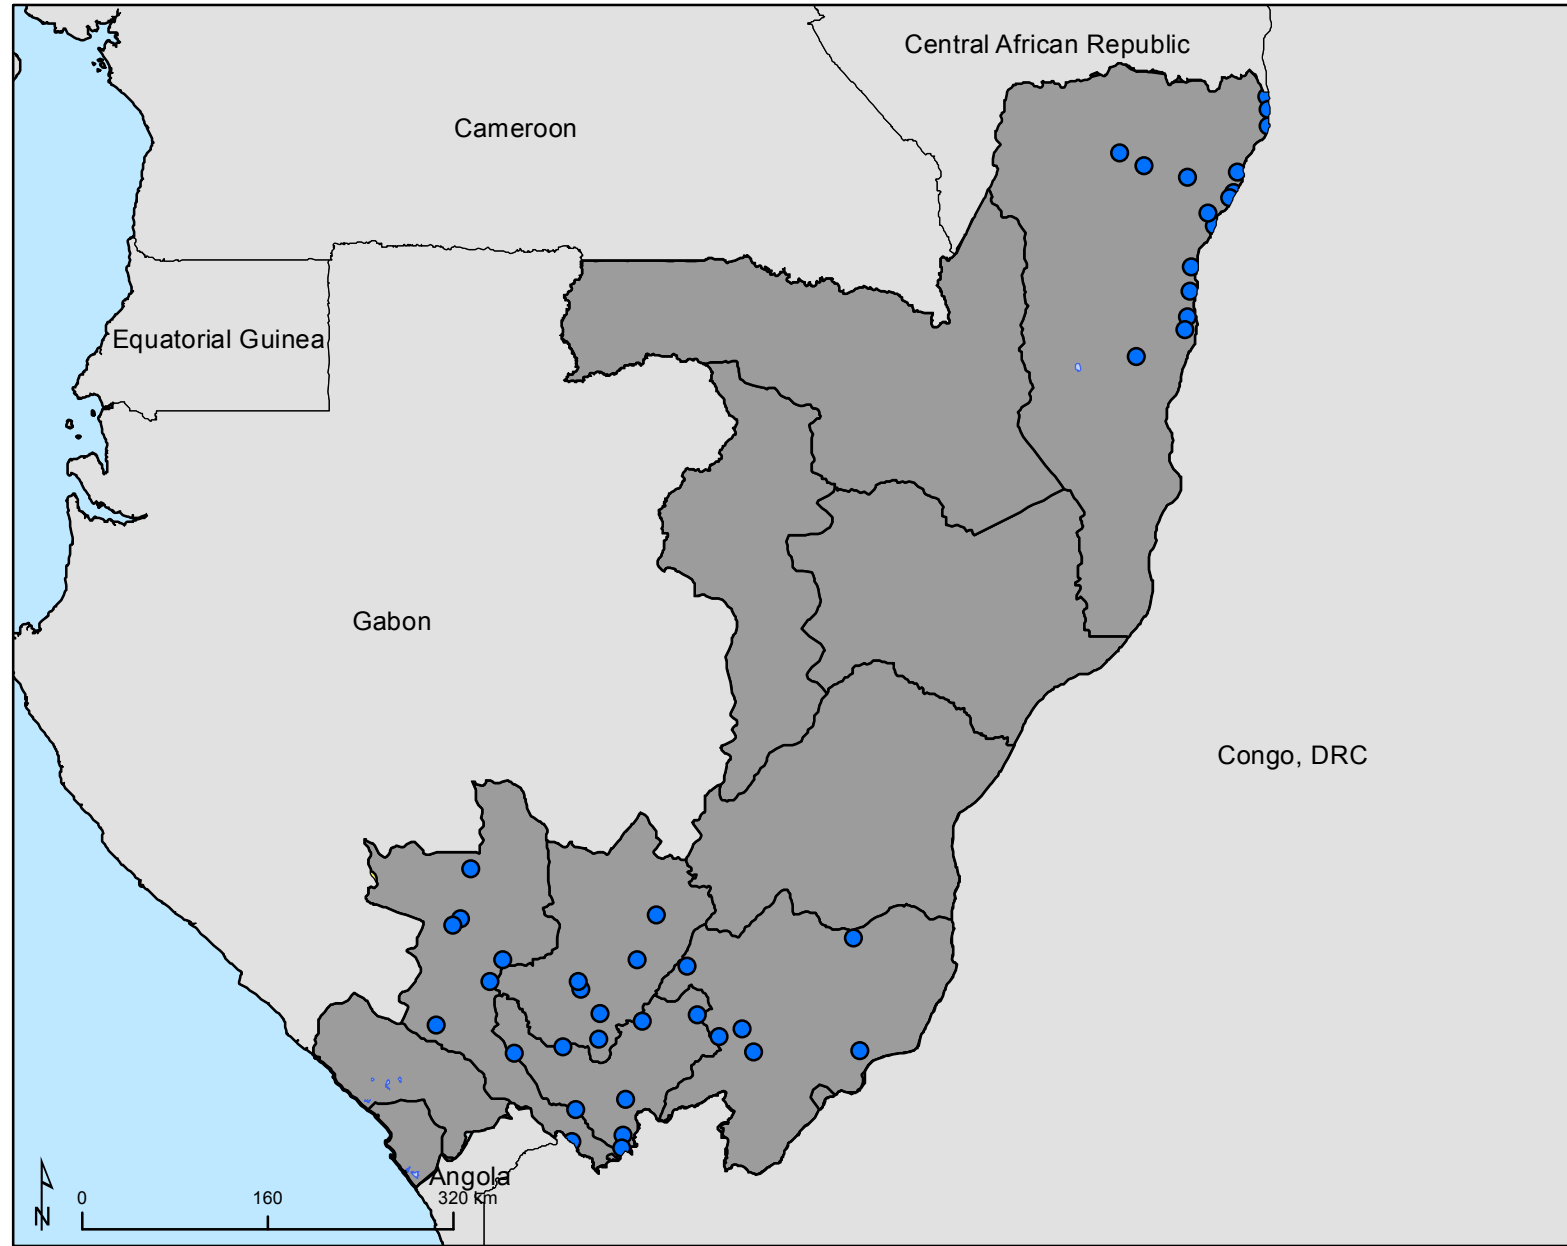 Central African Republic
Cameroon
Equatorial Guinea
Gabon
Congo, DRC
Angola
0 160 320 km
N